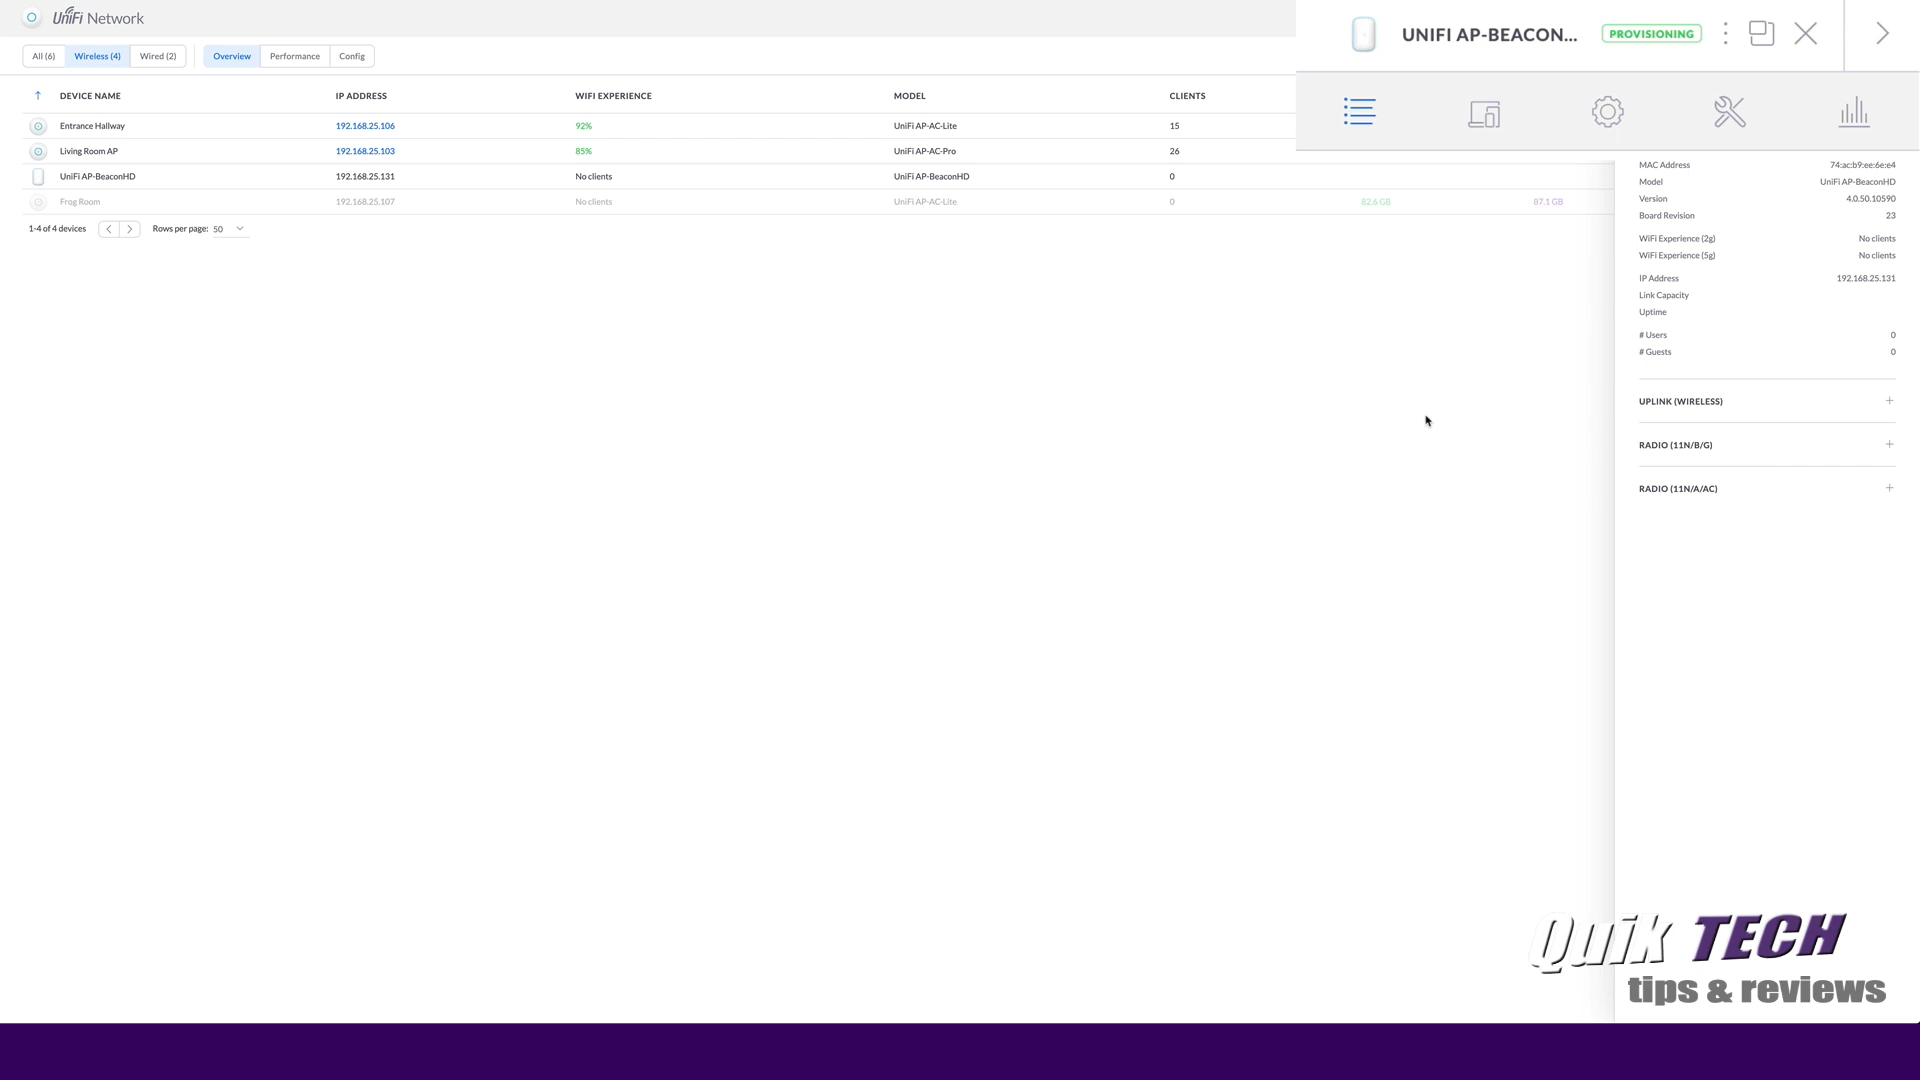 UniFi Network
UNIFI AP-BEACON... PROVISIONING
All (6) Wireless (4) Wired (2) Overview Performance Config
DEVICE NAME IP ADDRESS WIFI EXPERIENCE MODEL CLIENTS
Entrance Hallway 192.168.25.106 92% UniFi AP-AC-Lite 15
Living Room AP 192.168.25.103 85% UniFi AP-AC-Pro 26
UniFi AP-BeaconHD 192.168.25.131 No clients UniFi AP-BeaconHD 0
Frog Room 192.168.25.107 No clients UniFi AP-AC-Lite 0 82.6 GB 87.1 GB
1-4 of 4 devices Rows per page: 50
MAC Address 74:ac:b9:ee:6e:e4
Model UniFi AP-BeaconHD
Version 4.0.50.10590
Board Revision 23
WiFi Experience (2g) No clients
WiFi Experience (5g) No clients
IP Address 192.168.25.131
Link Capacity
Uptime
# Users 0
# Guests 0
UPLINK (WIRELESS)
RADIO (11N/B/G)
RADIO (11N/A/AC)
Quik TECH
tips & reviews